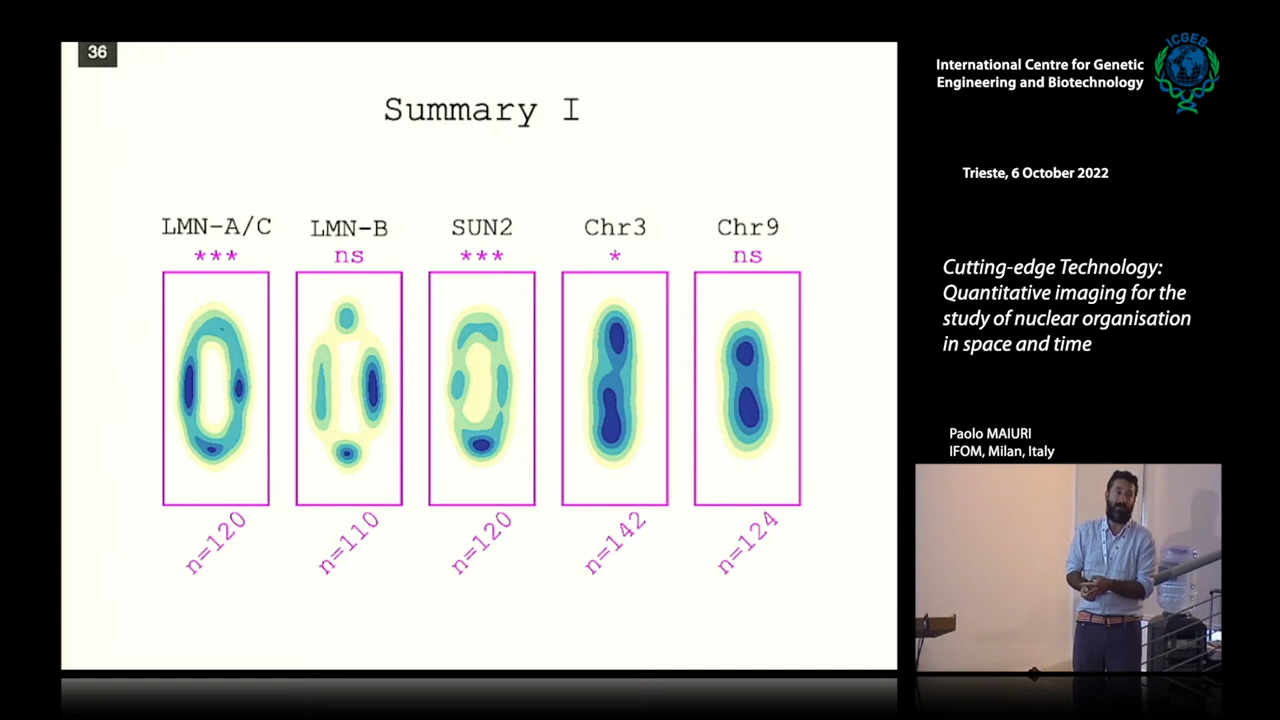 36
Summary I
LMN-A/C LMN-B SUN2 Chr3 Chr9
*** ns *** * ns
n=120 n=110 n=120 n=142 n=124
ICGEB
International Centre for Genetic
Engineering and Biotechnology
Trieste, 6 October 2022
Cutting-edge Technology:
Quantitative imaging for the
study of nuclear organisation
in space and time
Paolo MAIURI
IFOM, Milan, Italy